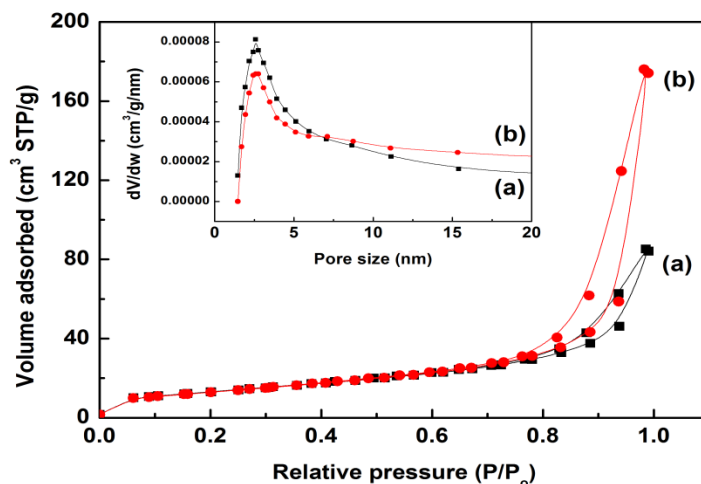 200
160
120
80
40
0
0.0
0.2
0.4
0.6
0.8
1.0
Volume adsorbed (cm³ STP/g)
Relative pressure (P/Pₒ)
(b)
(a)
0.00008
0.00006
0.00004
0.00002
0.00000
0
5
10
15
20
dV/dw (cm³/g/nm)
Pore size (nm)
(b)
(a)